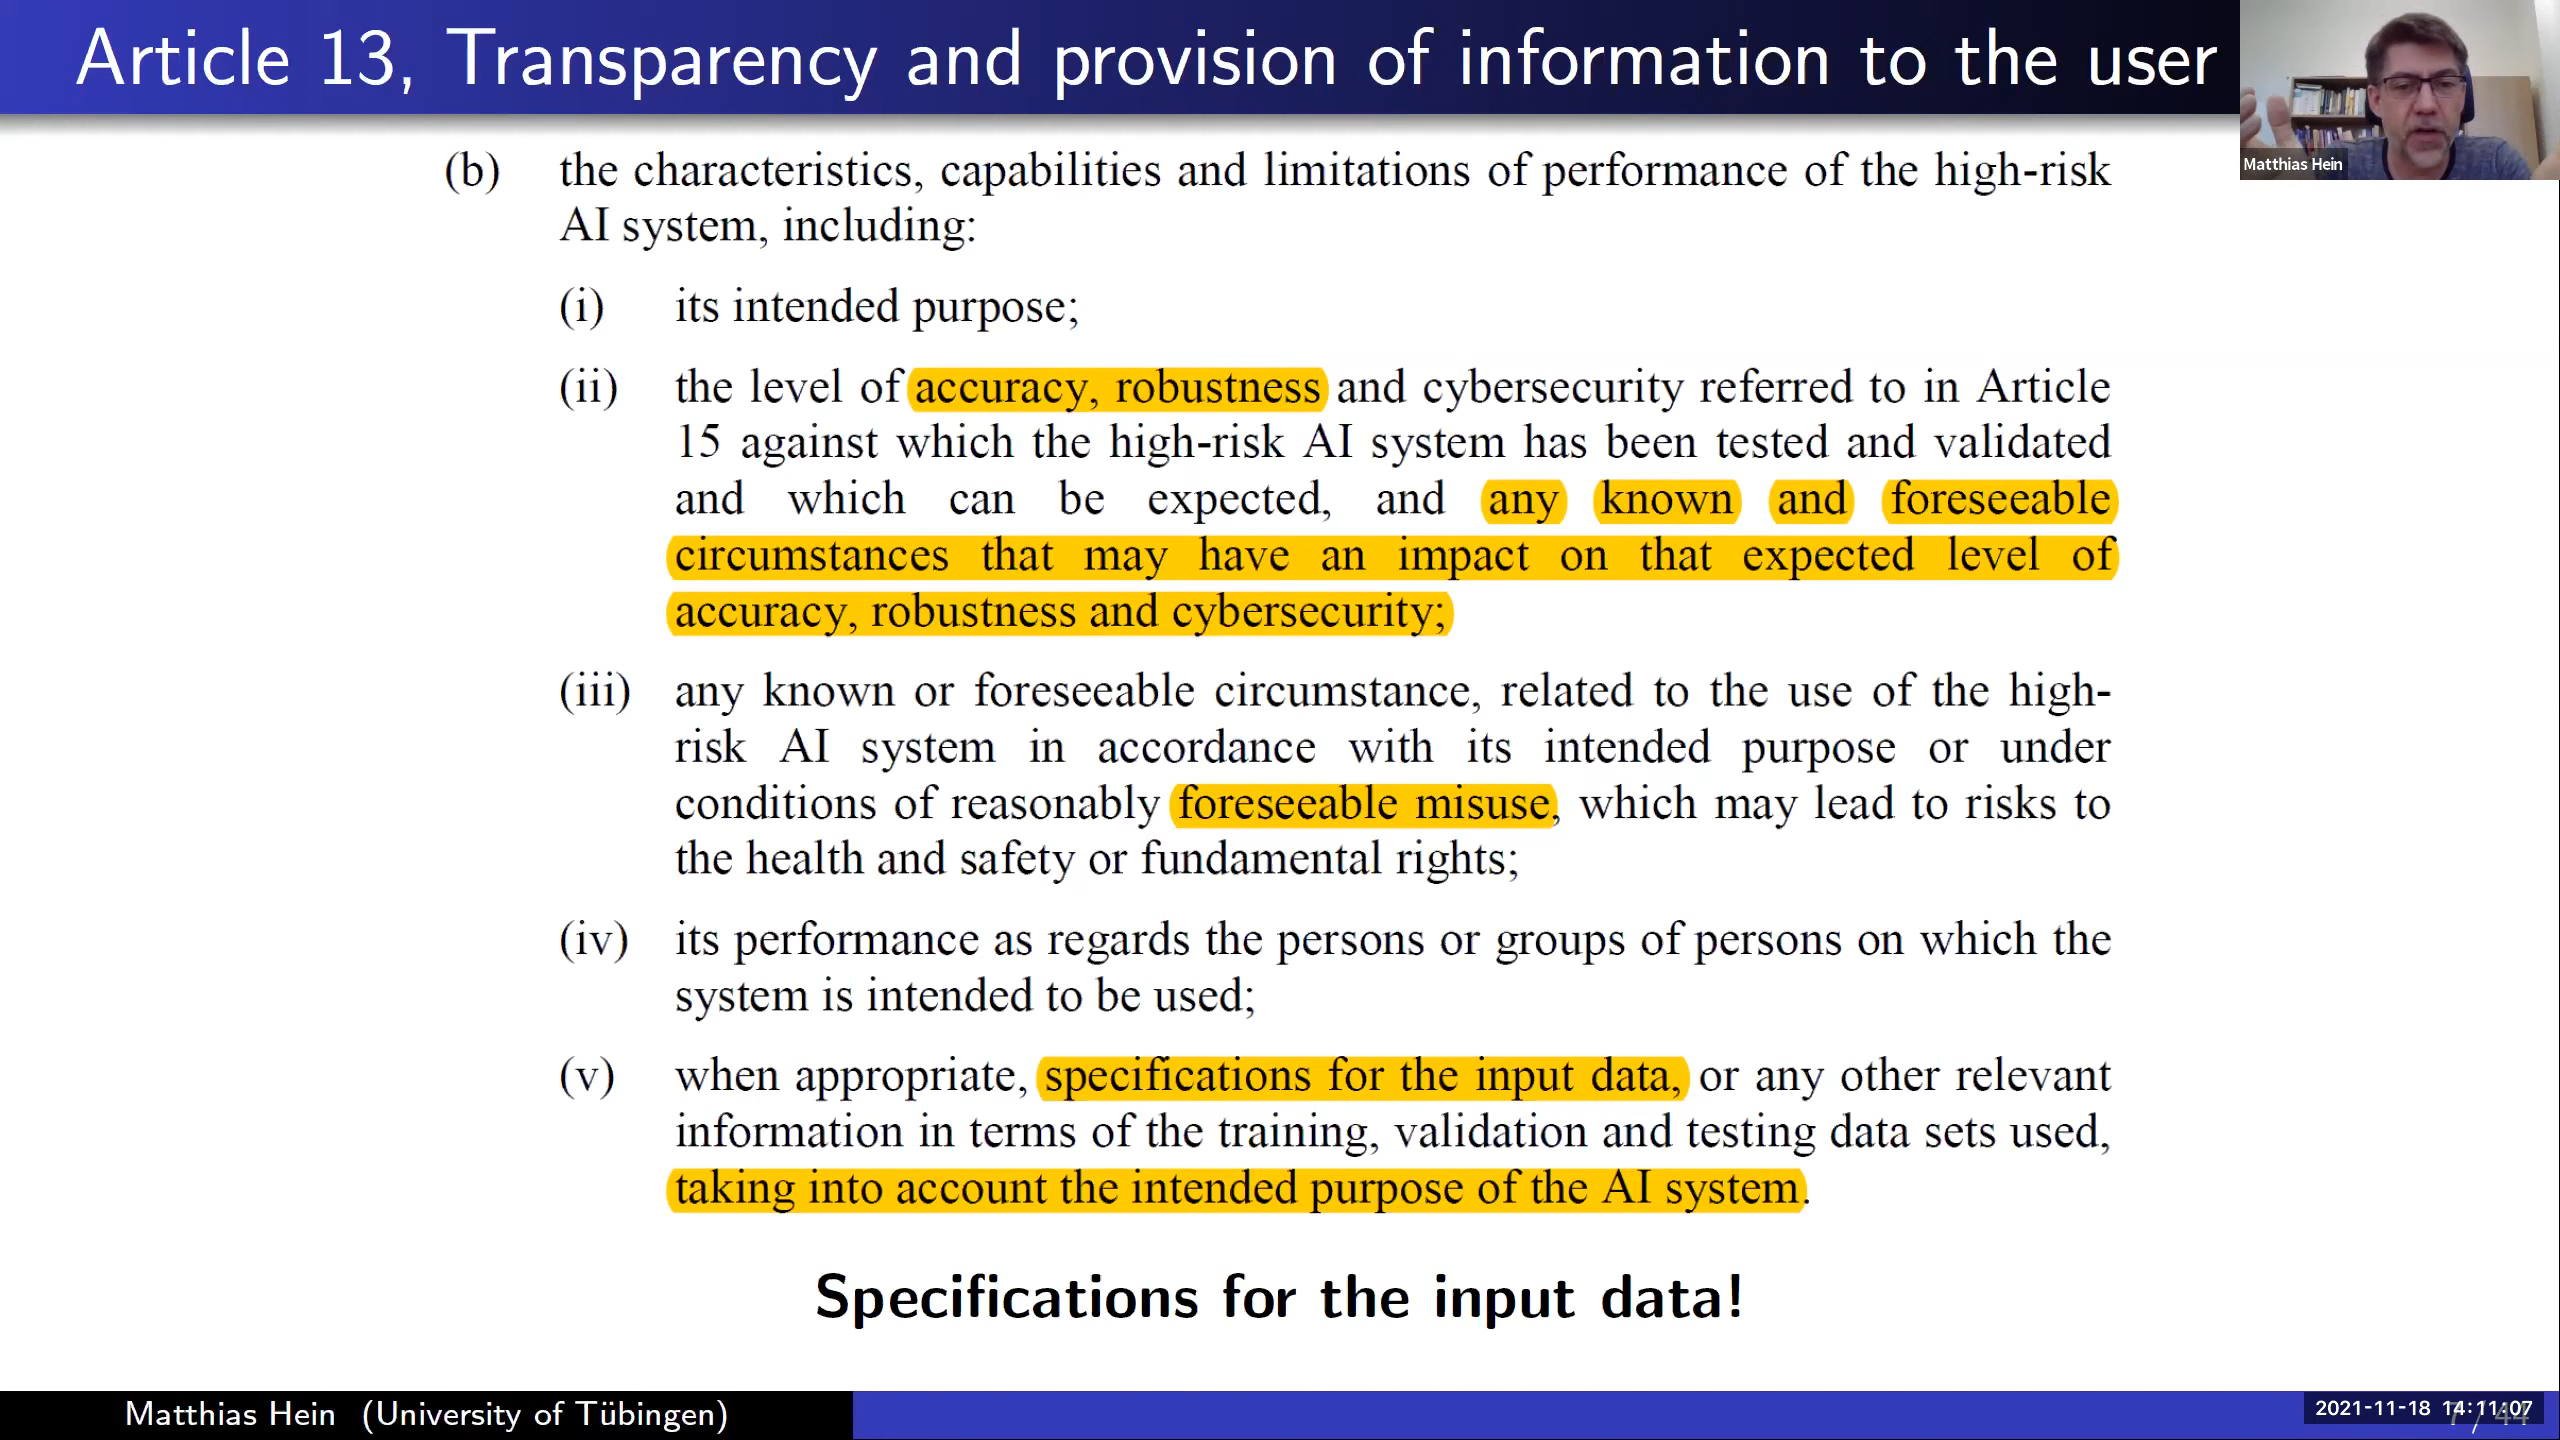 Article 13, Transparency and provision of information to the user
Matthias Hein
(b) the characteristics, capabilities and limitations of performance of the high-risk
AI system, including:
(i) its intended purpose;
(ii) the level of accuracy, robustness and cybersecurity referred to in Article
15 against which the high-risk AI system has been tested and validated
and which can be expected, and any known and foreseeable
circumstances that may have an impact on that expected level of
accuracy, robustness and cybersecurity;
(iii) any known or foreseeable circumstance, related to the use of the high-
risk AI system in accordance with its intended purpose or under
conditions of reasonably foreseeable misuse, which may lead to risks to
the health and safety or fundamental rights;
(iv) its performance as regards the persons or groups of persons on which the
system is intended to be used;
(v) when appropriate, specifications for the input data, or any other relevant
information in terms of the training, validation and testing data sets used,
taking into account the intended purpose of the AI system.
Specifications for the input data!
Matthias Hein (University of Tübingen)
2021-11-18 14:11:07
7 / 44